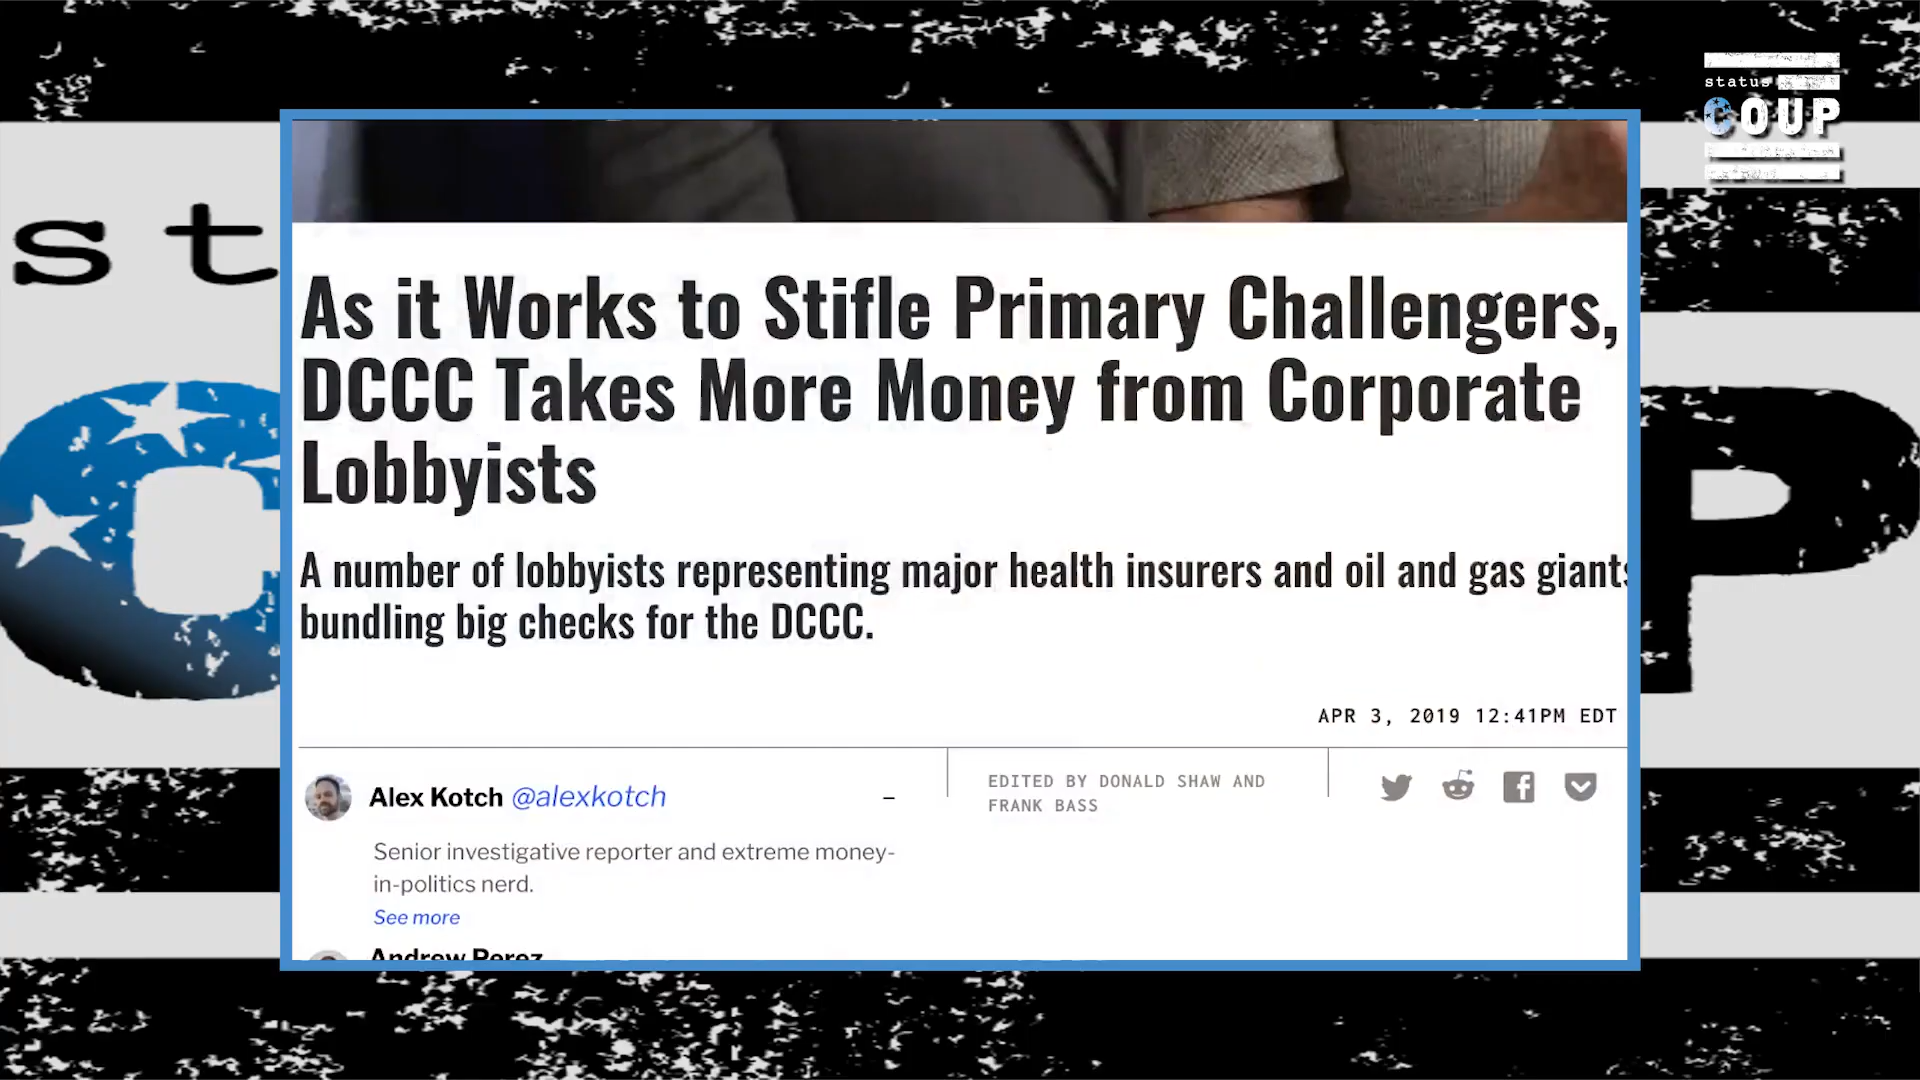 status
COUP
st
C
P
As it Works to Stifle Primary Challengers,
DCCC Takes More Money from Corporate
Lobbyists
A number of lobbyists representing major health insurers and oil and gas giants
bundling big checks for the DCCC.
APR 3, 2019 12:41PM EDT
Alex Kotch @alexkotch
–
EDITED BY DONALD SHAW AND
FRANK BASS
Senior investigative reporter and extreme money-
in-politics nerd.
See more
Andrew Perez